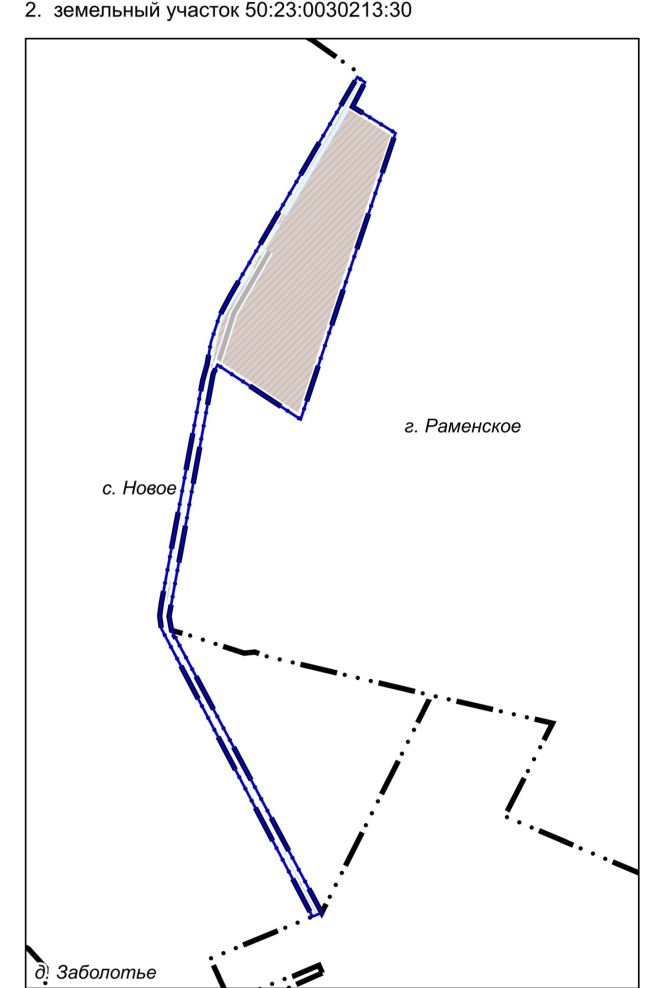 2. земельный участок 50:23:0030213:30
г. Раменское
с. Новое
д. Заболотье